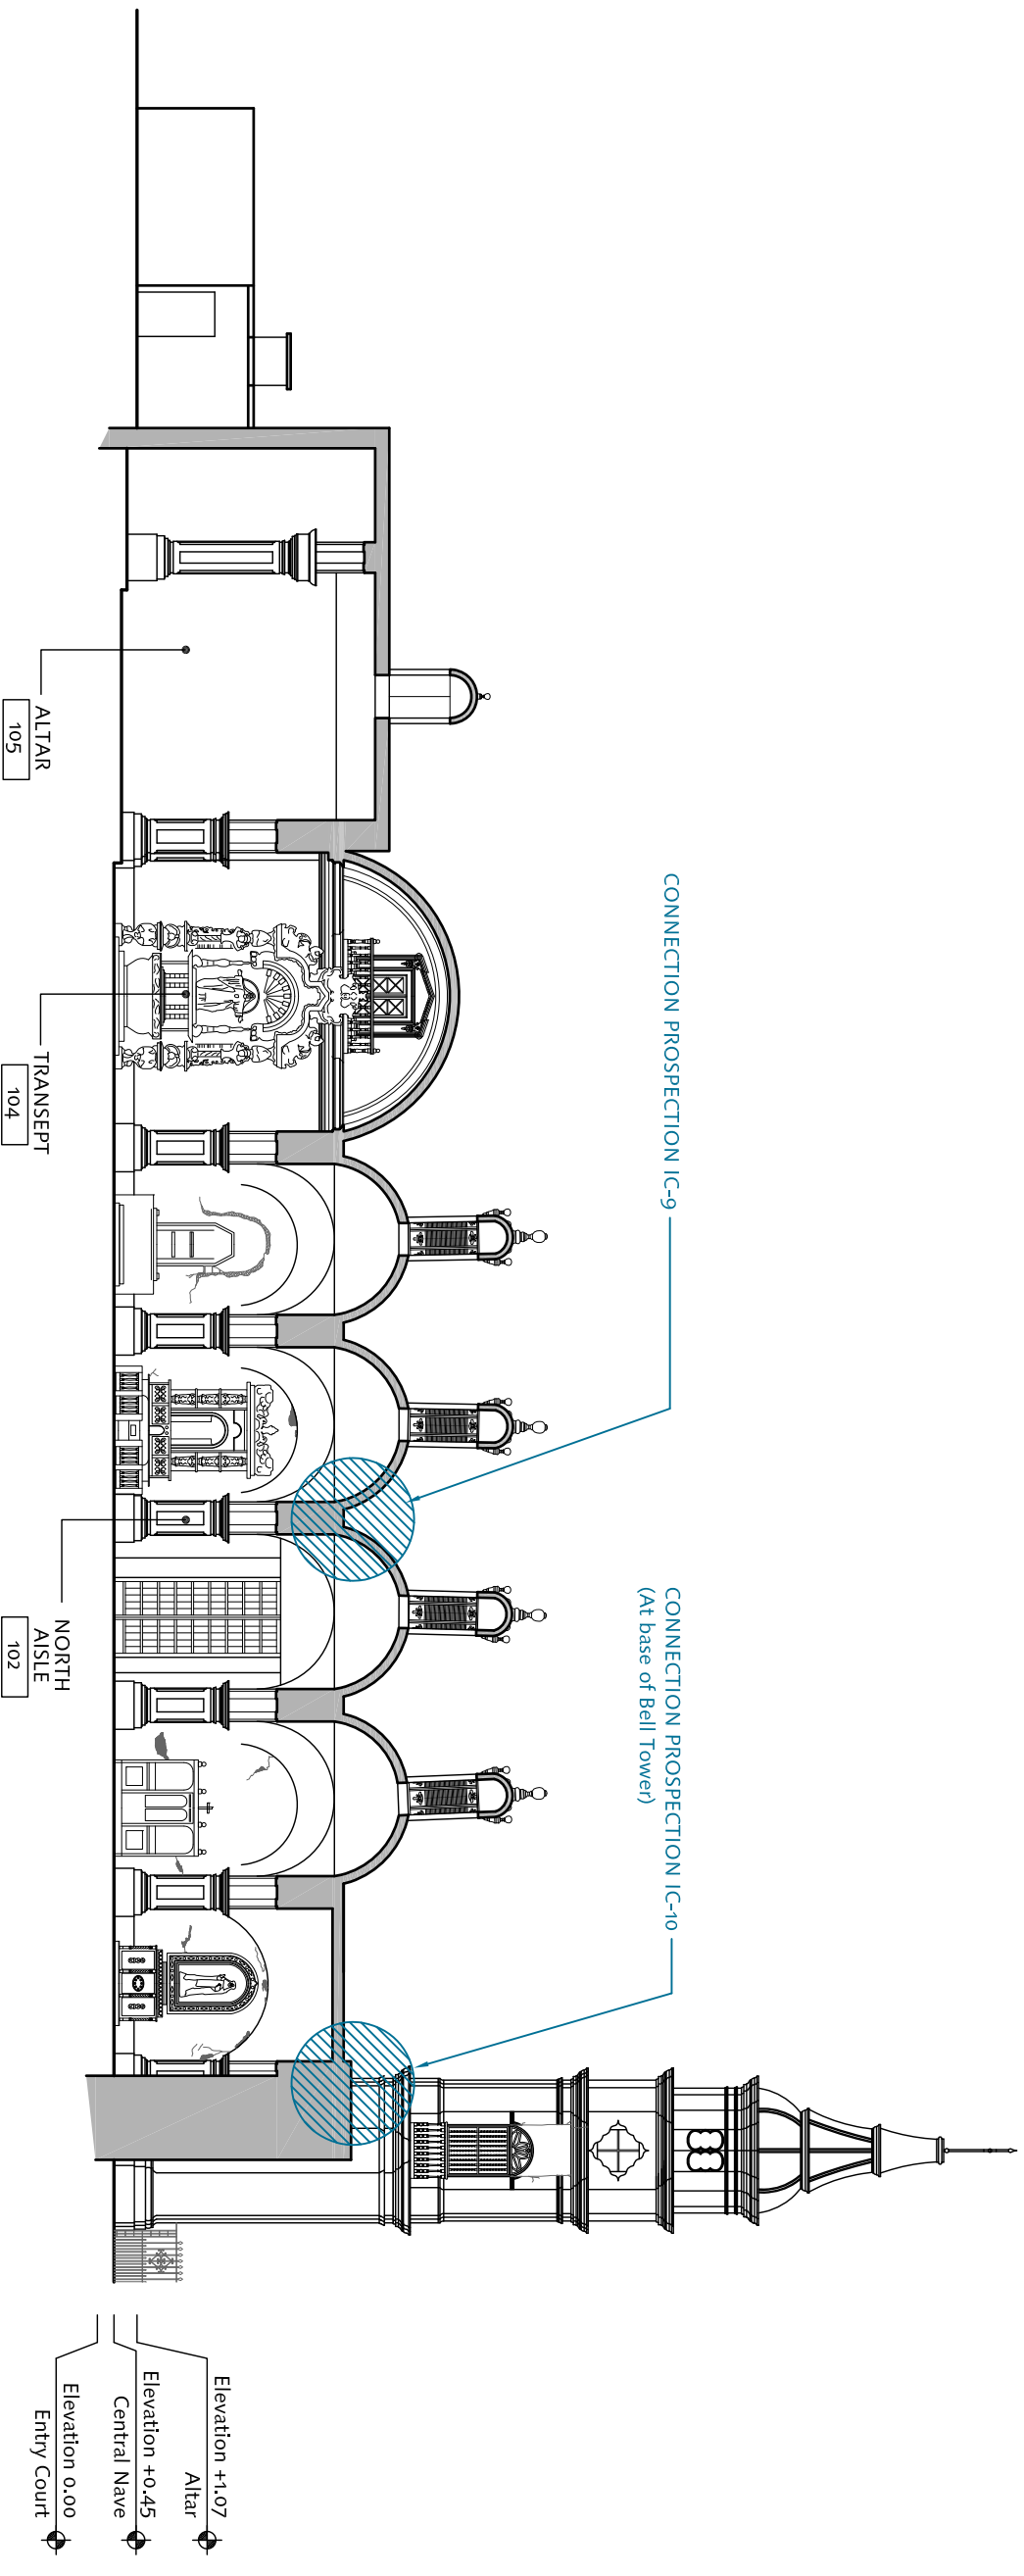 CONNECTION PROSPECTION IC-9
CONNECTION PROSPECTION IC-10
(At base of Bell Tower)
ALTAR
105
TRANSEPT
104
NORTH
AISLE
102
Elevation +1.07
Altar
Elevation +0.45
Central Nave
Elevation 0.00
Entry Court